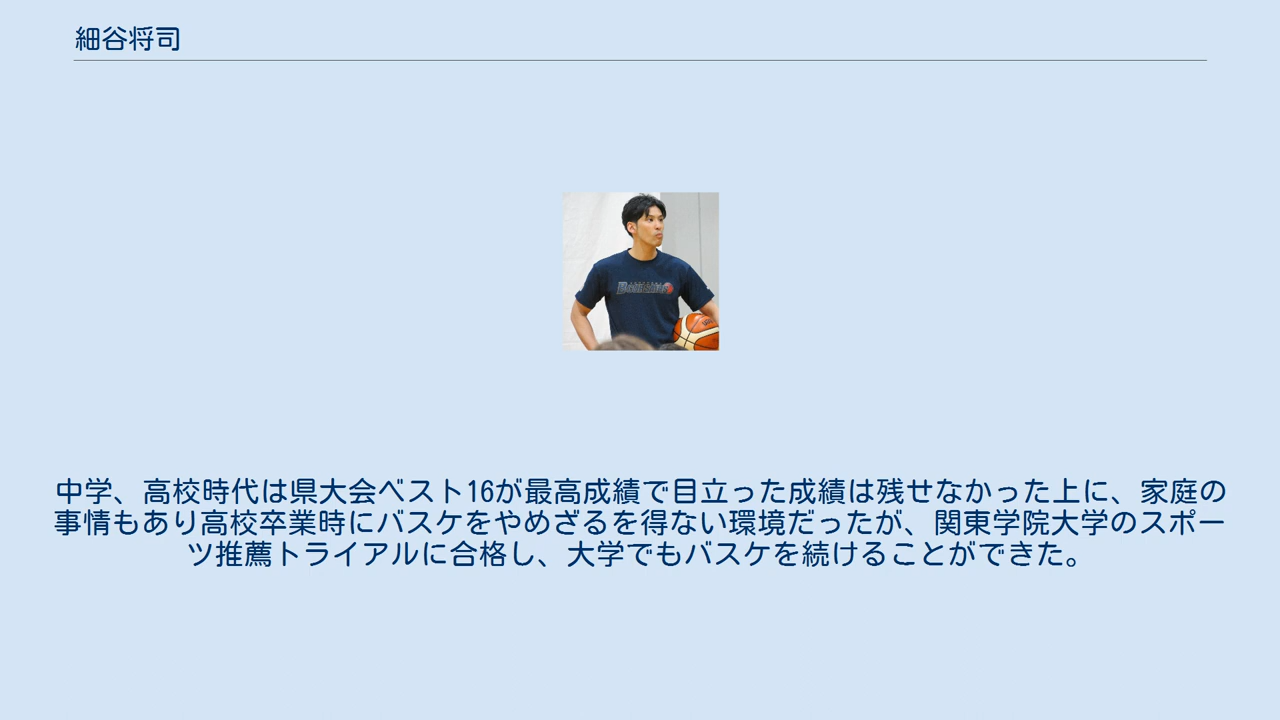 細谷将司
中学、高校時代は県大会ベスト16が最高成績で目立った成績は残せなかった上に、家庭の
事情もあり高校卒業時にバスケをやめざるを得ない環境だったが、関東学院大学のスポー
ツ推薦トライアルに合格し、大学でもバスケを続けることができた。